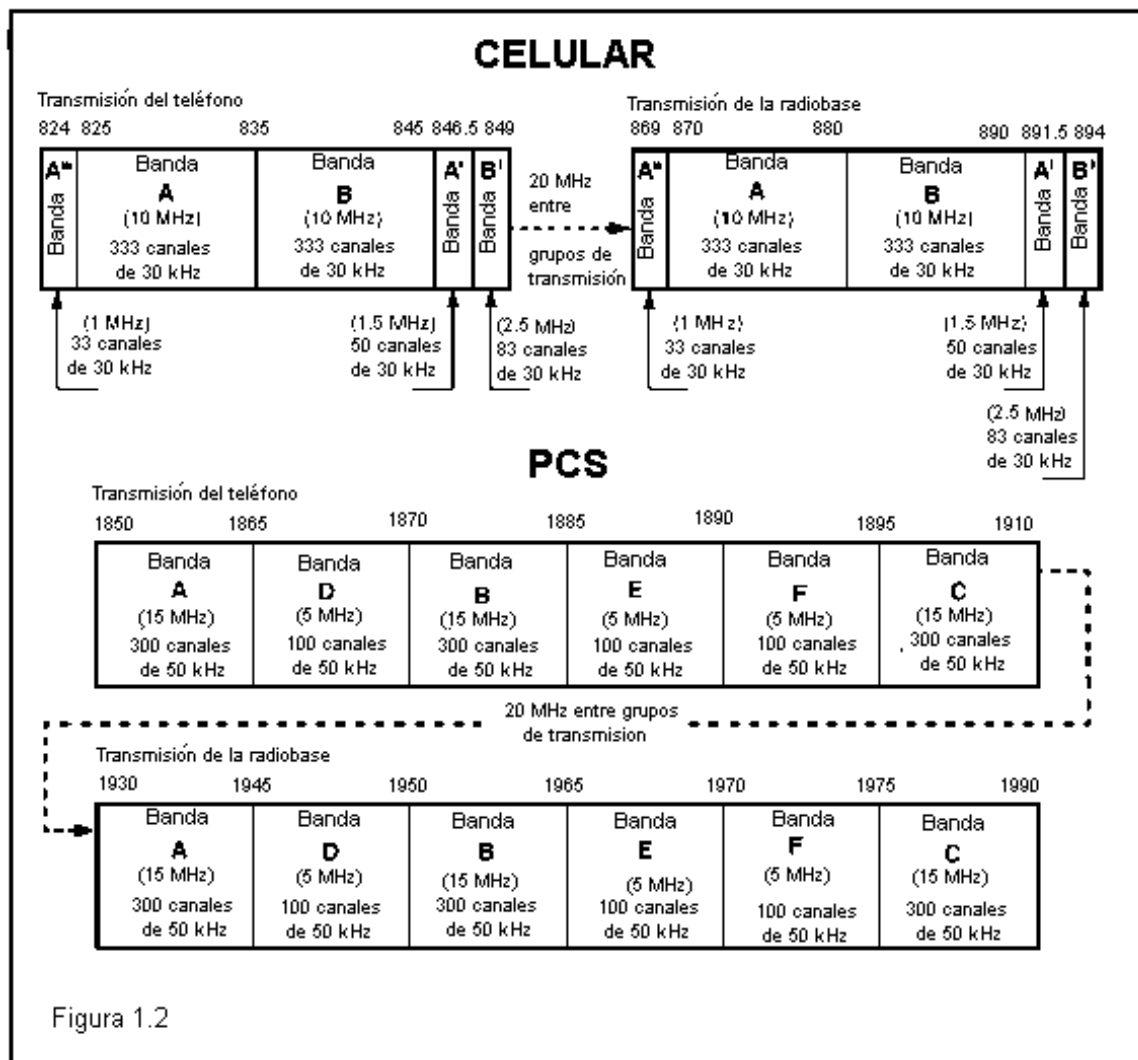 CELULAR
Transmisión del teléfono
824 825 835 845 846.5 849
A" Banda
Banda
A
(10 MHz)
333 canales
de 30 kHz
Banda
B
(10 MHz)
333 canales
de 30 kHz
A' Banda
B' Banda
(1 MHz)
33 canales
de 30 kHz
(1.5 MHz)
50 canales
de 30 kHz
(2.5 MHz)
83 canales
de 30 kHz
20 MHz
entre
grupos de
transmisión
Transmisión de la radiobase
869 870 880 890 891.5 894
A" Banda
Banda
A
(10 MHz)
333 canales
de 30 kHz
Banda
B
(10 MHz)
333 canales
de 30 kHz
A' Banda
B' Banda
(1 MHz)
33 canales
de 30 kHz
(1.5 MHz)
50 canales
de 30 kHz
(2.5 MHz)
83 canales
de 30 kHz
PCS
Transmisión del teléfono
1850 1865 1870 1885 1890 1895 1910
Banda
A
(15 MHz)
300 canales
de 50 kHz
Banda
D
(5 MHz)
100 canales
de 50 kHz
Banda
B
(15 MHz)
300 canales
de 50 kHz
Banda
E
(5 MHz)
100 canales
de 50 kHz
Banda
F
(5 MHz)
100 canales
de 50 kHz
Banda
C
(15 MHz)
300 canales
de 50 kHz
20 MHz entre grupos
de transmision
Transmisión de la radiobase
1930 1945 1950 1965 1970 1975 1990
Banda
A
(15 MHz)
300 canales
de 50 kHz
Banda
D
(5 MHz)
100 canales
de 50 kHz
Banda
B
(15 MHz)
300 canales
de 50 kHz
Banda
E
(5 MHz)
100 canales
de 50 kHz
Banda
F
(5 MHz)
100 canales
de 50 kHz
Banda
C
(15 MHz)
300 canales
de 50 kHz
Figura 1.2